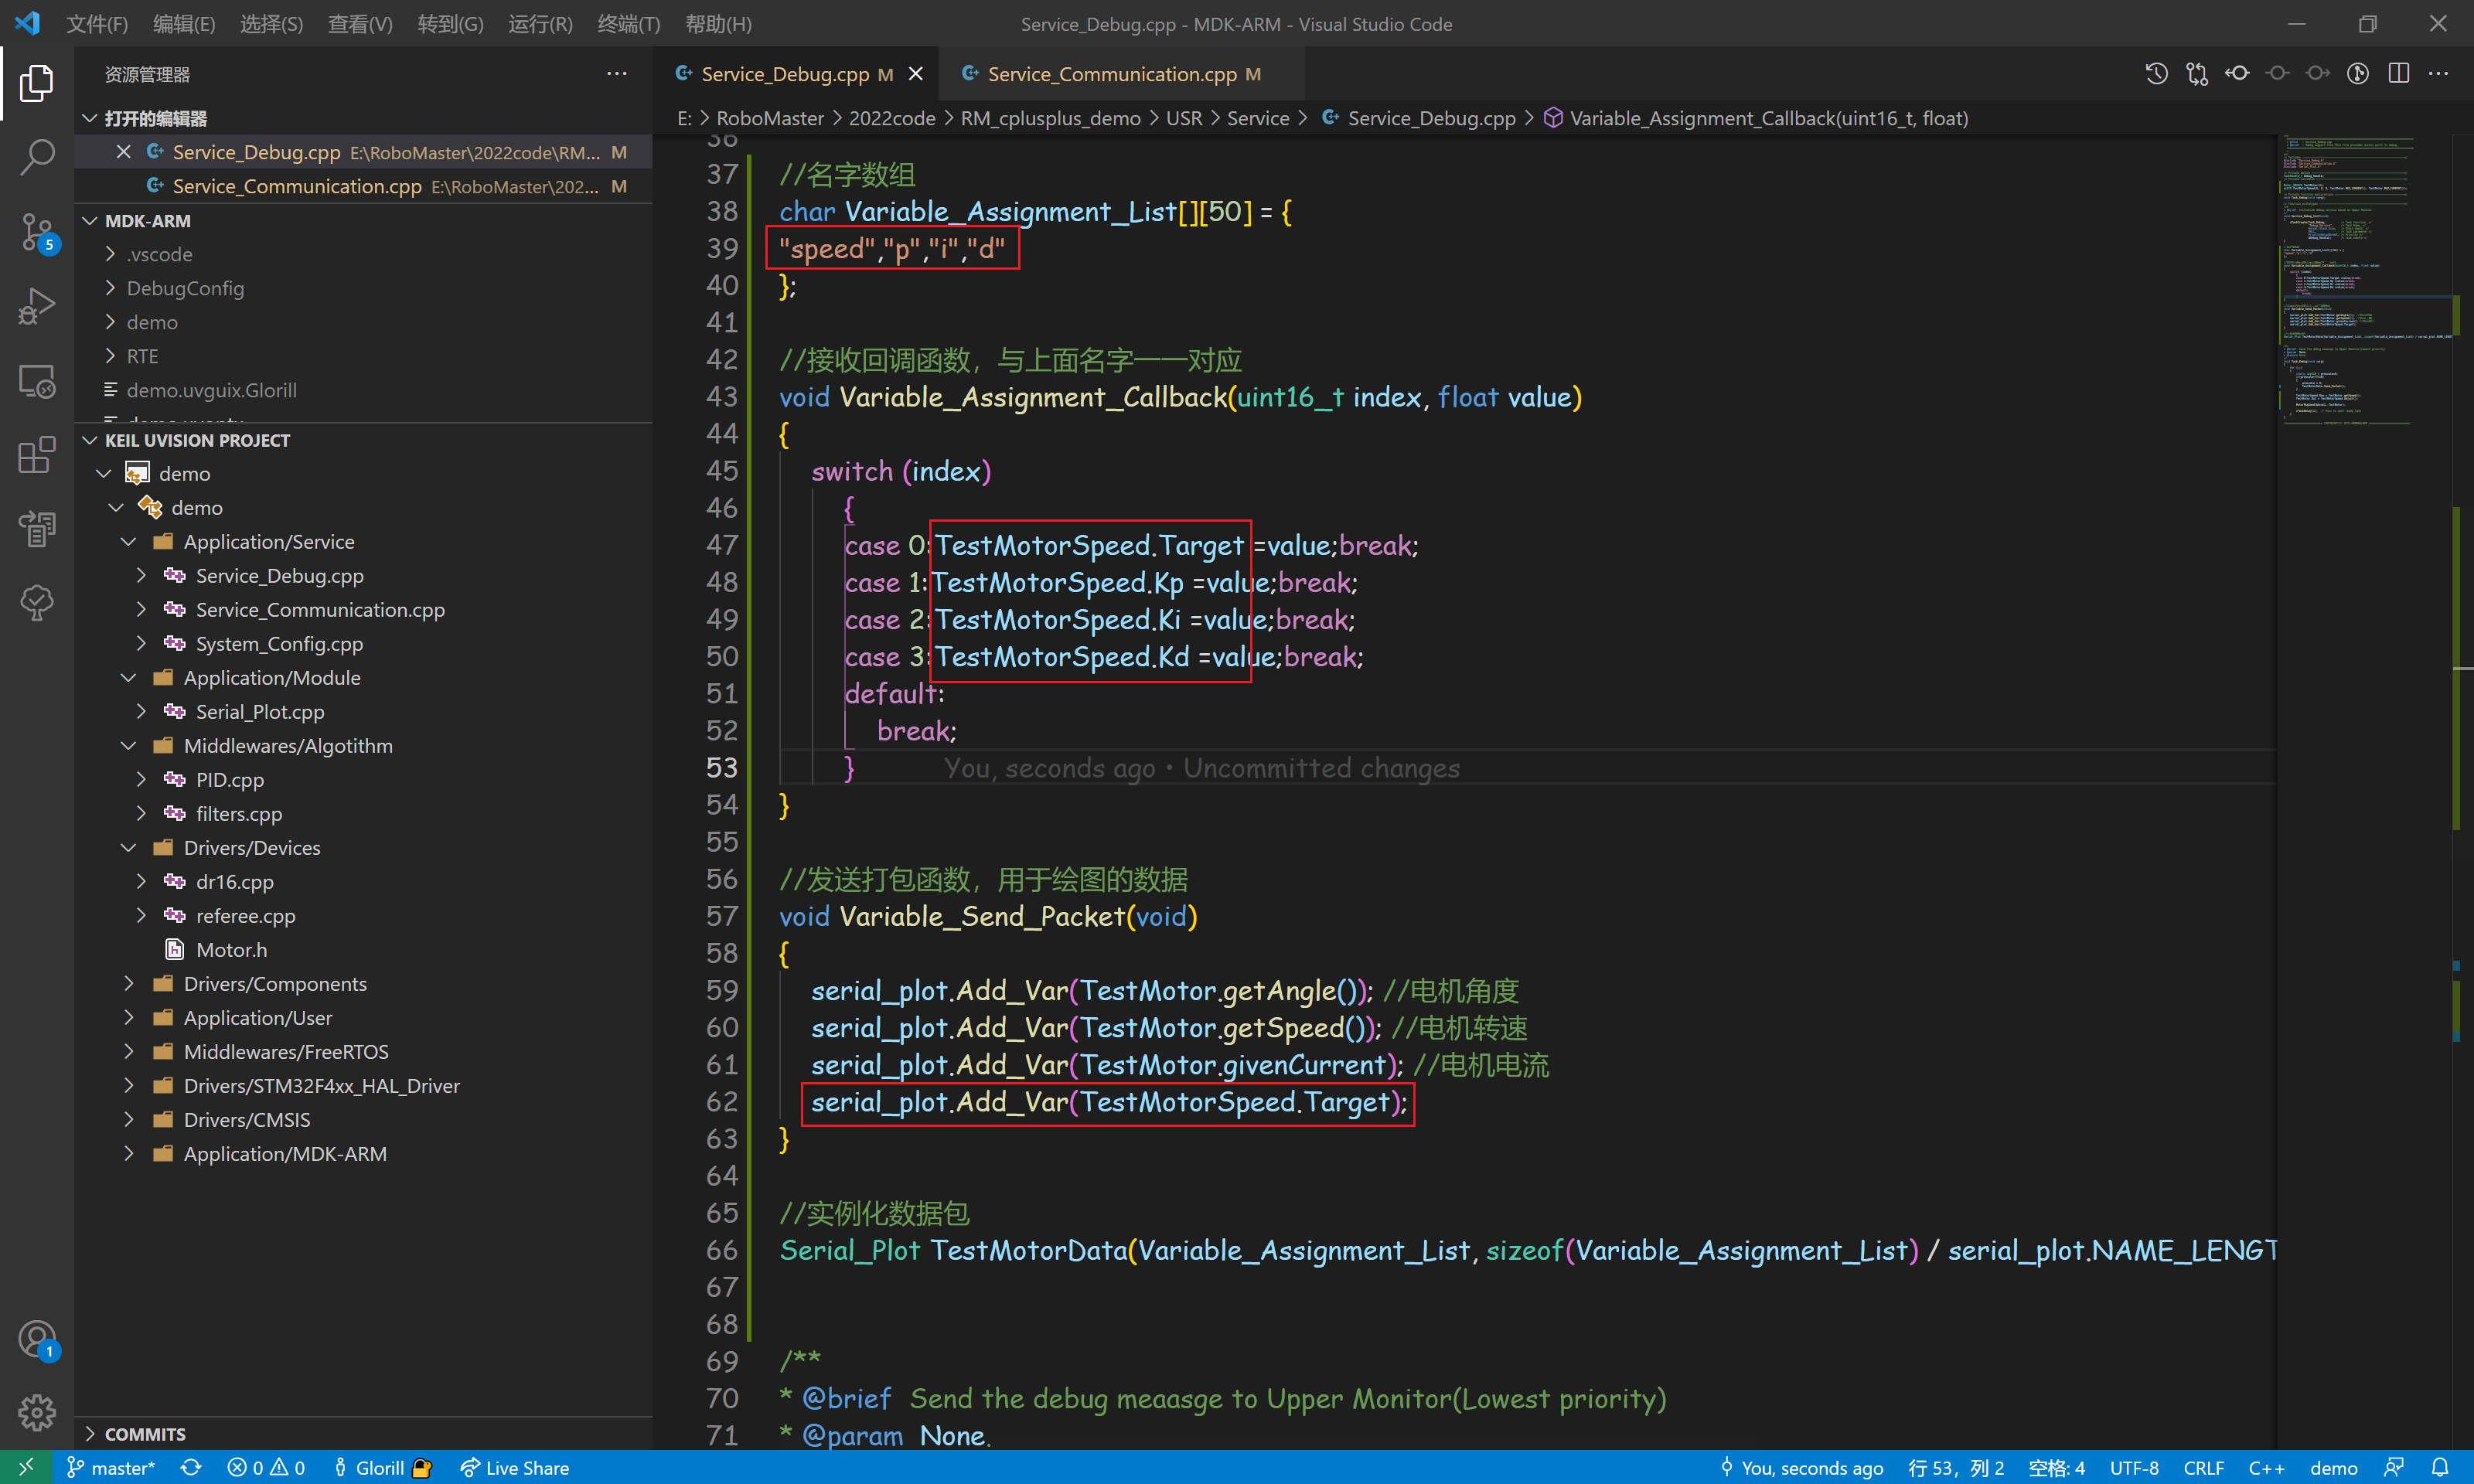 文件(F) 编辑(E) 选择(S) 查看(V) 转到(G) 运行(R) 终端(T) 帮助(H) Service_Debug.cpp - MDK-ARM - Visual Studio Code
资源管理器
打开的编辑器
Service_Debug.cpp E:\RoboMaster\2022code\RM... M
Service_Communication.cpp E:\RoboMaster\202... M
MDK-ARM
.vscode
DebugConfig
demo
RTE
demo.uvguix.Glorill
KEIL UVISION PROJECT
demo
demo
Application/Service
Service_Debug.cpp
Service_Communication.cpp
System_Config.cpp
Application/Module
Serial_Plot.cpp
Middlewares/Algotithm
PID.cpp
filters.cpp
Drivers/Devices
dr16.cpp
referee.cpp
Motor.h
Drivers/Components
Application/User
Middlewares/FreeRTOS
Drivers/STM32F4xx_HAL_Driver
Drivers/CMSIS
Application/MDK-ARM
COMMITS
5
1
Service_Debug.cpp M Service_Communication.cpp M
E: > RoboMaster > 2022code > RM_cplusplus_demo > USR > Service > Service_Debug.cpp > Variable_Assignment_Callback(uint16_t, float)
36
37 //名字数组
38 char Variable_Assignment_List[][50] = {
39 "speed","p","i","d"
40 };
41
42 //接收回调函数，与上面名字一一对应
43 void Variable_Assignment_Callback(uint16_t index, float value)
44 {
45 switch (index)
46 {
47 case 0:TestMotorSpeed.Target =value;break;
48 case 1:TestMotorSpeed.Kp =value;break;
49 case 2:TestMotorSpeed.Ki =value;break;
50 case 3:TestMotorSpeed.Kd =value;break;
51 default:
52 break;
53 } You, seconds ago • Uncommitted changes
54 }
55
56 //发送打包函数，用于绘图的数据
57 void Variable_Send_Packet(void)
58 {
59 serial_plot.Add_Var(TestMotor.getAngle()); //电机角度
60 serial_plot.Add_Var(TestMotor.getSpeed()); //电机转速
61 serial_plot.Add_Var(TestMotor.givenCurrent); //电机电流
62 serial_plot.Add_Var(TestMotorSpeed.Target);
63 }
64
65 //实例化数据包
66 Serial_Plot TestMotorData(Variable_Assignment_List, sizeof(Variable_Assignment_List) / serial_plot.NAME_LENGT
67
68
69 /**
70 * @brief Send the debug meaasge to Upper Monitor(Lowest priority)
71 * @param None.
master* 0 0 Glorill Live Share You, seconds ago 行 53，列 2 空格: 4 UTF-8 CRLF C++ demo